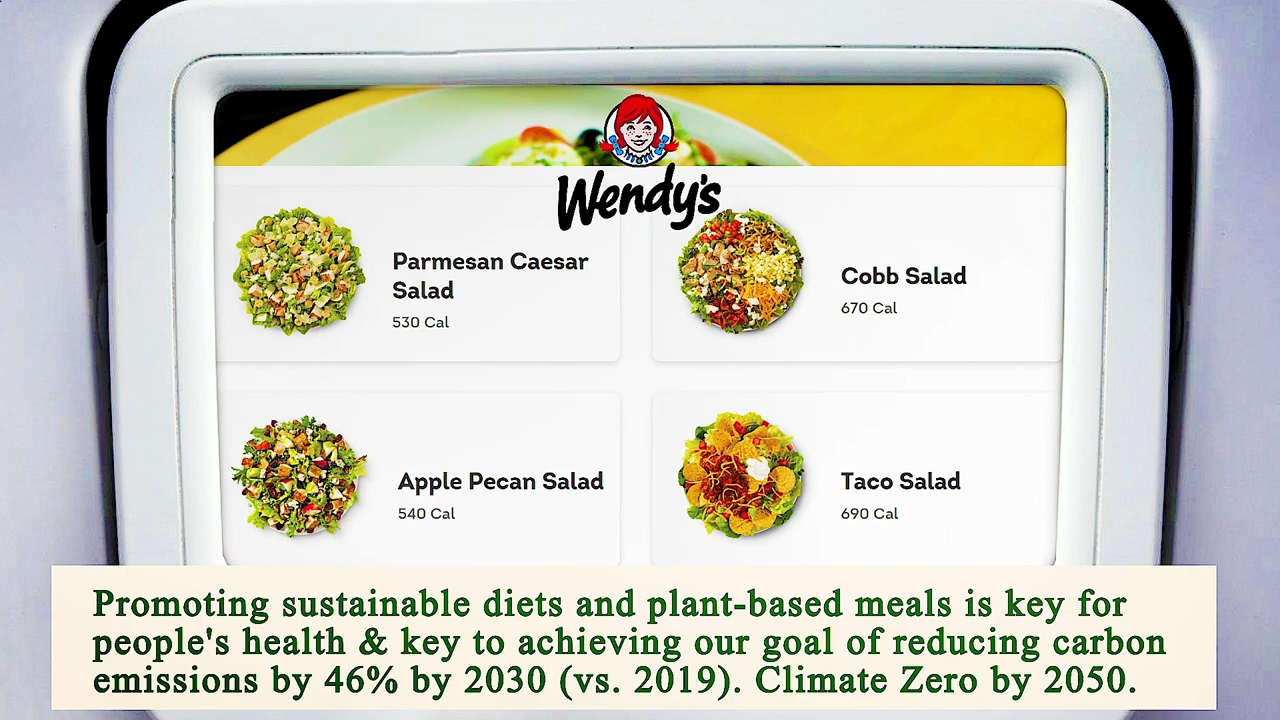 Wendy's
Parmesan Caesar
Salad
530 Cal
Cobb Salad
670 Cal
Apple Pecan Salad
540 Cal
Taco Salad
690 Cal
Promoting sustainable diets and plant-based meals is key for
people's health & key to achieving our goal of reducing carbon
emissions by 46% by 2030 (vs. 2019). Climate Zero by 2050.